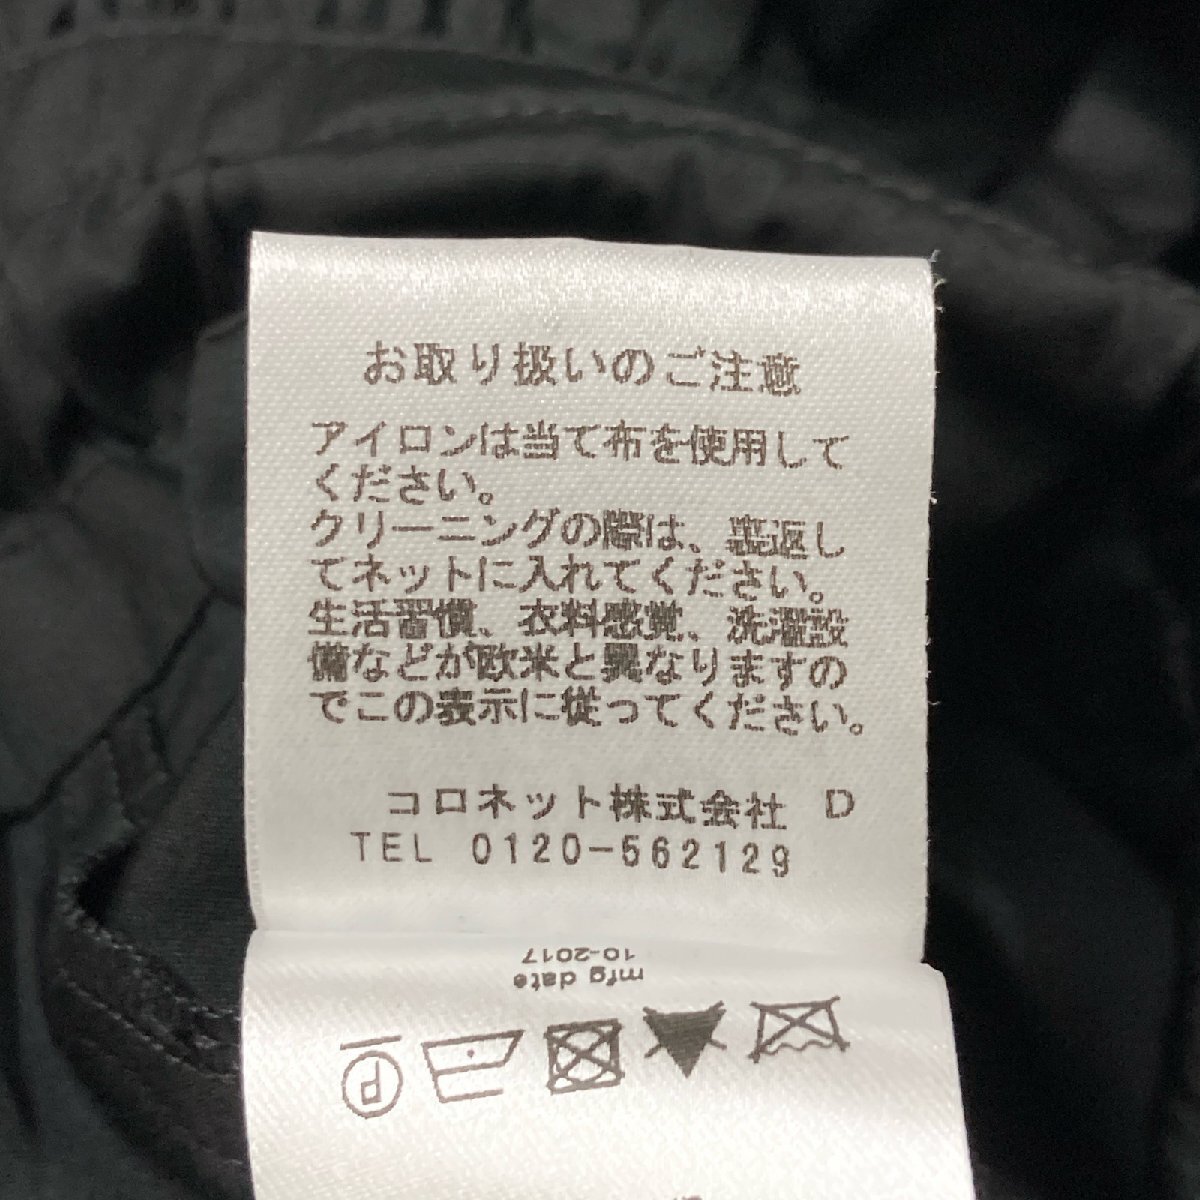 お取り扱いのご注意
アイロンは当て布を使用して
ください。
クリーニングの際は、裏返し
てネットに入れてください。
生活習慣、衣料感覚、洗濯設
備などが欧米と異なりますの
でこの表示に従ってください。
コロネット株式会社 D
TEL 0120-562129
mfg date
10-2017
P